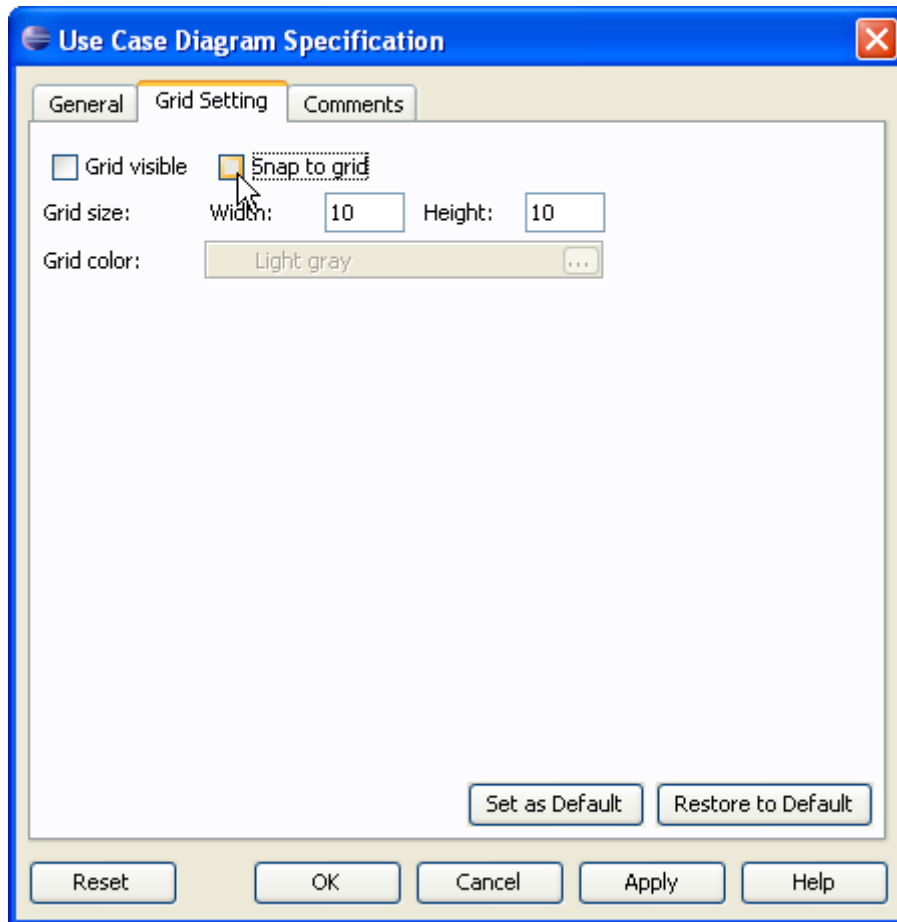 Use Case Diagram Specification
General Grid Setting Comments
Grid visible Snap to grid
Grid size: Width: 10 Height: 10
Grid color: Light gray ...
Set as Default Restore to Default
Reset OK Cancel Apply Help